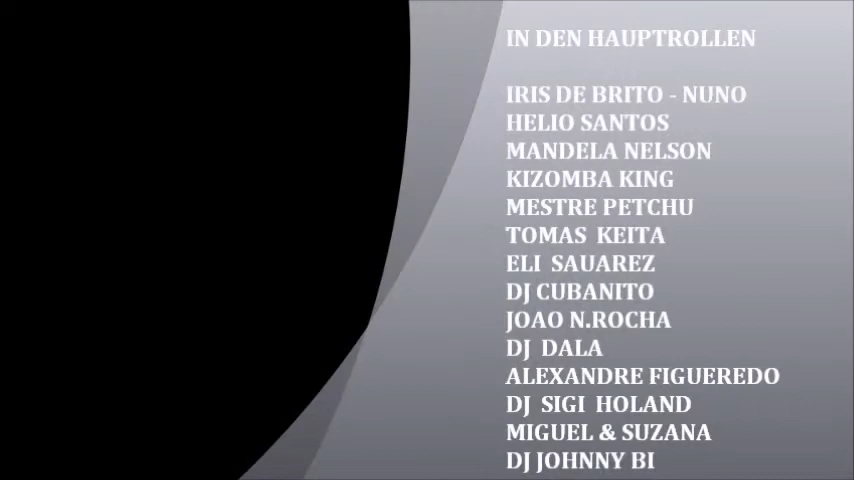 IN DEN HAUPTROLLEN
IRIS DE BRITO - NUNO
HELIO SANTOS
MANDELA NELSON
KIZOMBA KING
MESTRE PETCHU
TOMAS KEITA
ELI SAUAREZ
DJ CUBANITO
JOAO N.ROCHA
DJ DALA
ALEXANDRE FIGUEREDO
DJ SIGI HOLAND
MIGUEL & SUZANA
DJ JOHNNY BI